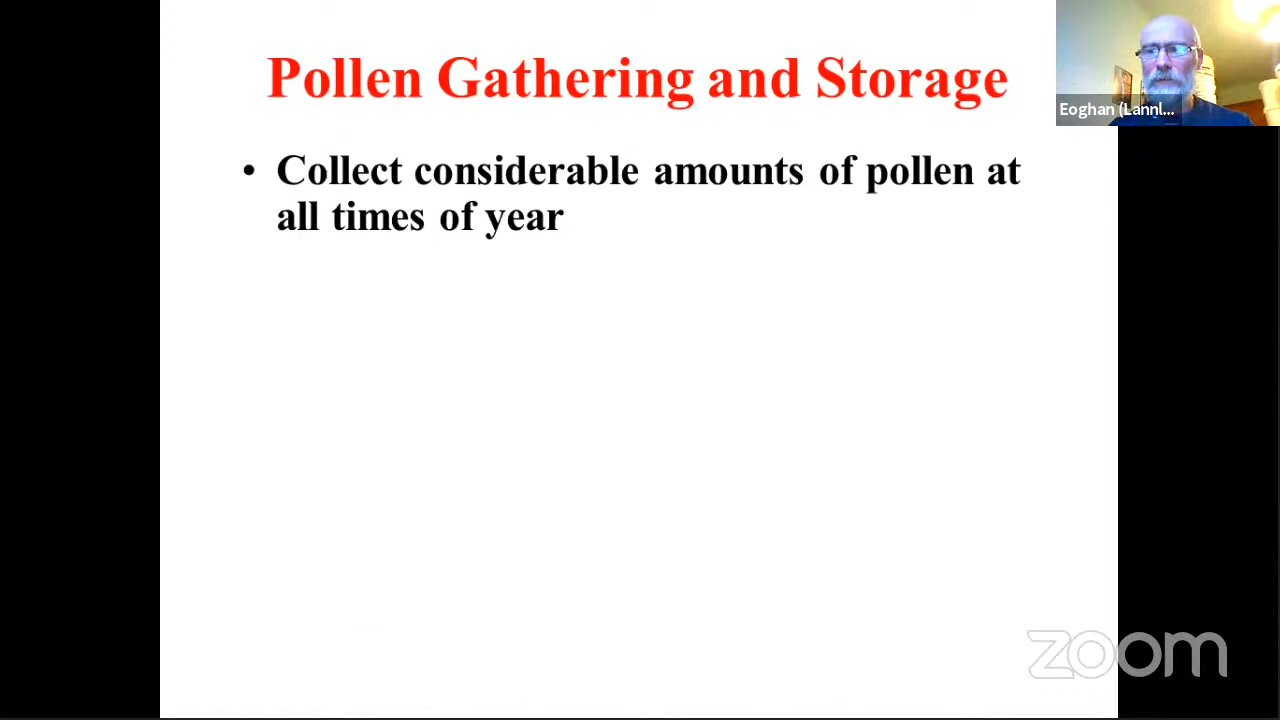 Pollen Gathering and Storage
Eoghan (Lannl...
• Collect considerable amounts of pollen at
all times of year
zoom